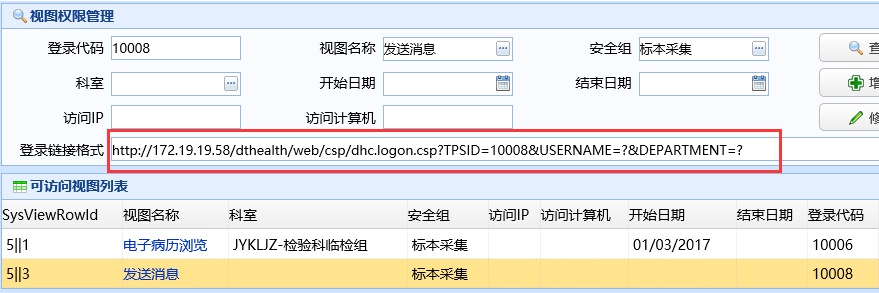 视图权限管理
登录代码 10008 视图名称 发送消息 安全组 标本采集 查
科室 开始日期 结束日期 增
访问IP 访问计算机 修
登录链接格式 http://172.19.19.58/dthealth/web/csp/dhc.logon.csp?TPSID=10008&USERNAME=?&DEPARTMENT=?
可访问视图列表
SysViewRowId 视图名称 科室 安全组 访问IP 访问计算机 开始日期 结束日期 登录代码
5||1 电子病历浏览 JYKLJZ-检验科临检组 标本采集 01/03/2017 10006
5||3 发送消息 标本采集 10008